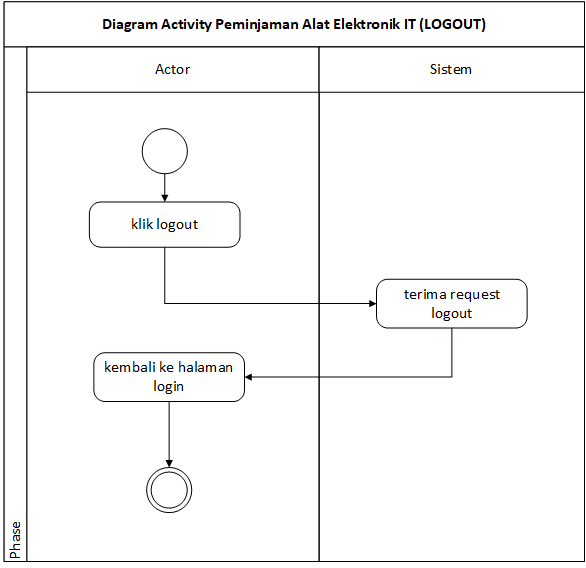 Diagram Activity Peminjaman Alat Elektronik IT (LOGOUT)
Actor
Sistem
klik logout
terima request
logout
kembali ke halaman
login
Phase